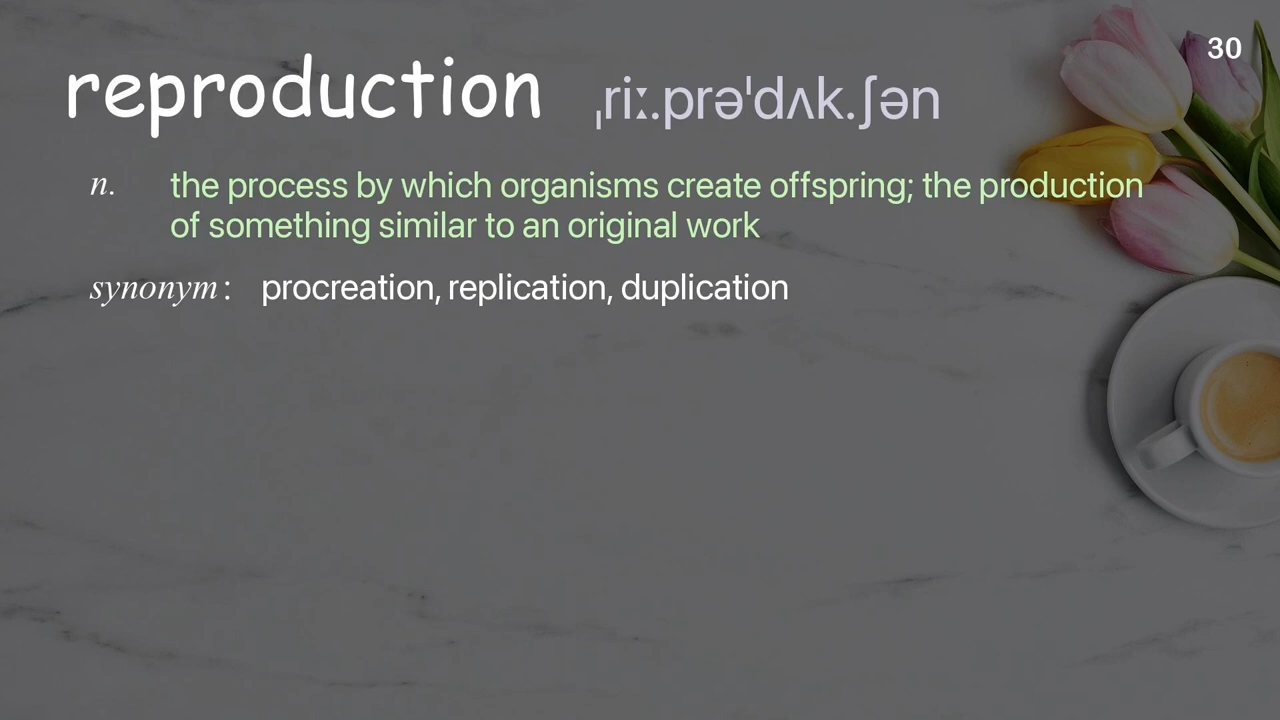 30
reproduction ˌriː.prəˈdʌk.ʃən
n. the process by which organisms create offspring; the production
of something similar to an original work
synonym: procreation, replication, duplication